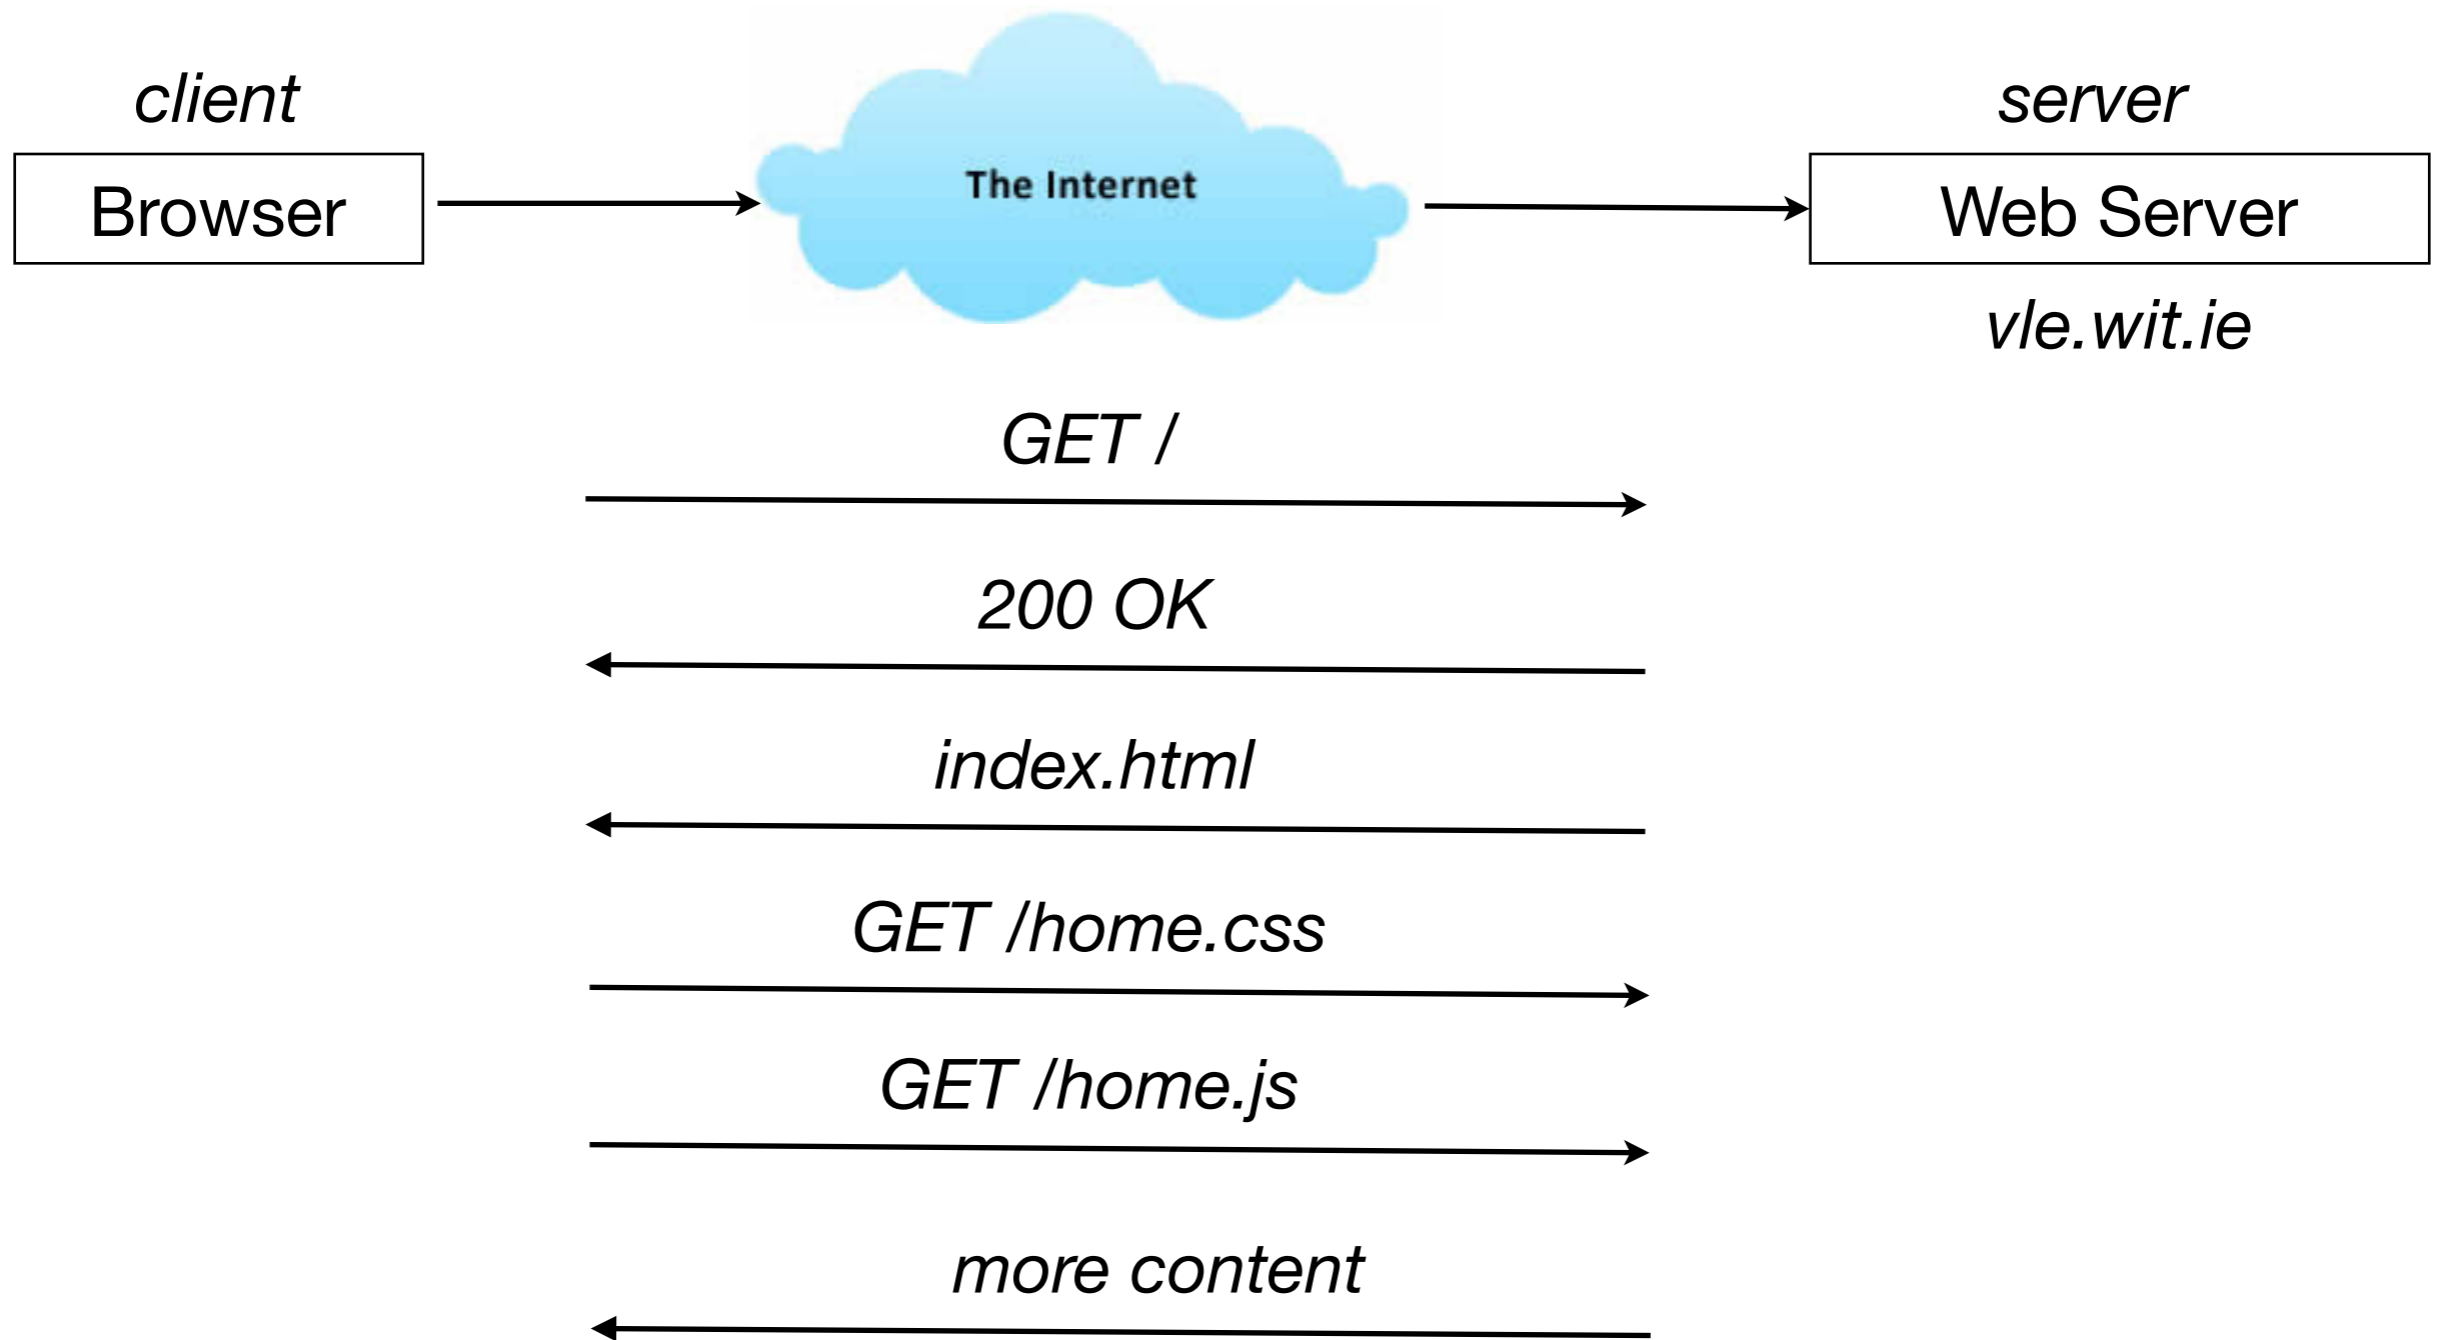 client
server
Browser
The Internet
Web Server
vle.wit.ie
GET /
200 OK
index.html
GET /home.css
GET /home.js
more content